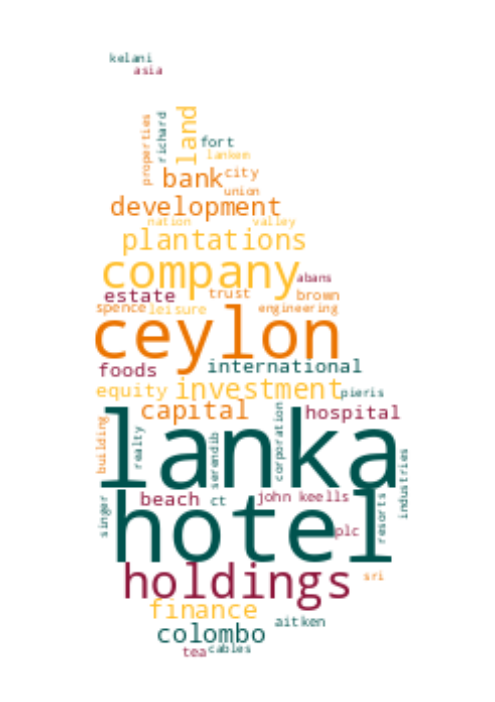 kelani
asia
properties
richard
land
fort
lankem
bank
city
union
development
nation
valley
plantations
company
abans
estate
trust
brown
spence
leisure
engineering
ceylon
foods
international
equity
investment
pieris
capital
hospital
building
realty
serendib
corporation
lanka
industries
singer
beach
ct
john keells
resorts
plc
hotel
holdings
sri
finance
aitken
colombo
tea
cables